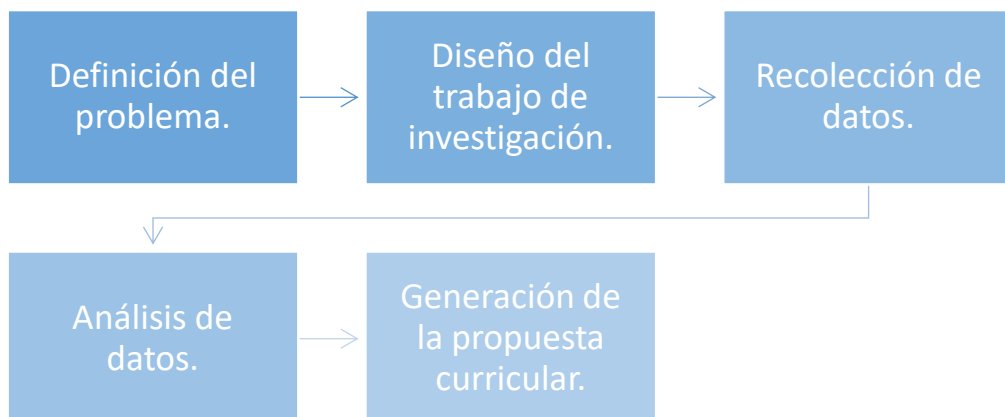 Definición del
problema.
Diseño del
trabajo de
investigación.
Recolección de
datos.
Análisis de
datos.
Generación de
la propuesta
curricular.